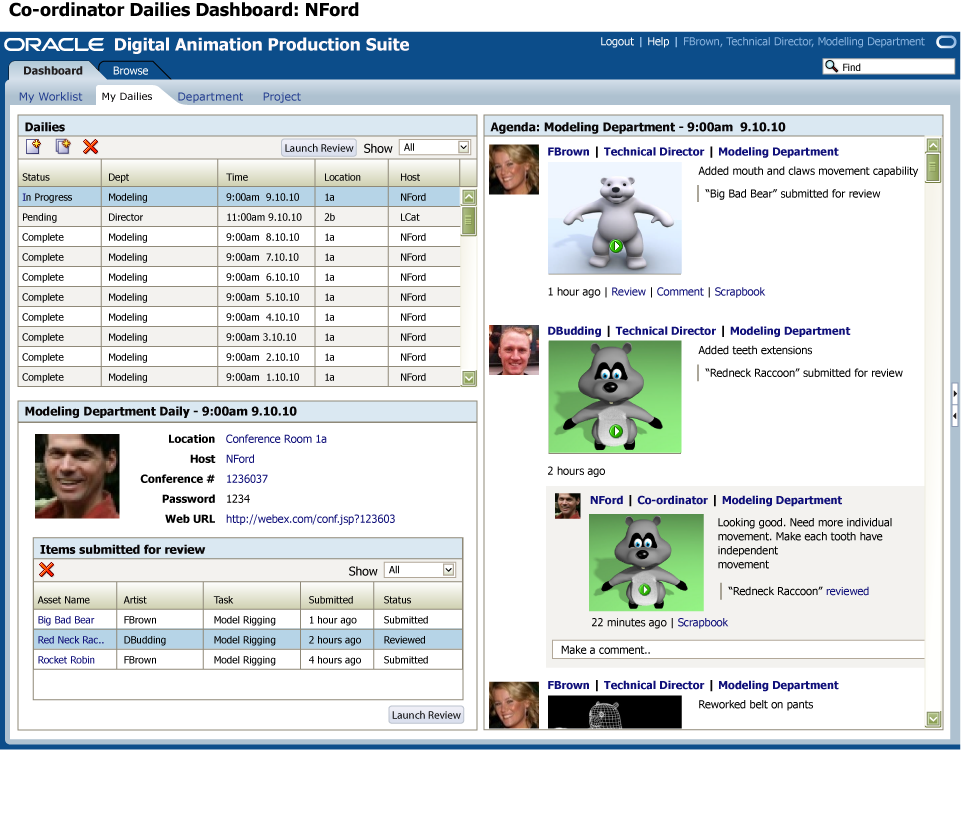 Co-ordinator Dailies Dashboard: NFord
ORACLE Digital Animation Production Suite
Logout | Help | FBrown, Technical Director, Modelling Department
Dashboard
Browse
Find
My Worklist
My Dailies
Department
Project
Dailies
Launch Review
Show
All
Status Dept Time Location Host
In Progress Modeling 9:00am 9.10.10 1a NFord
Pending Director 11:00am 9.10.10 2b LCat
Complete Modeling 9:00am 8.10.10 1a NFord
Complete Modeling 9:00am 7.10.10 1a NFord
Complete Modeling 9:00am 6.10.10 1a NFord
Complete Modeling 9:00am 5.10.10 1a NFord
Complete Modeling 9:00am 4.10.10 1a NFord
Complete Modeling 9:00am 3.10.10 1a NFord
Complete Modeling 9:00am 2.10.10 1a NFord
Complete Modeling 9:00am 1.10.10 1a NFord
Modeling Department Daily - 9:00am 9.10.10
Location Conference Room 1a
Host NFord
Conference # 1236037
Password 1234
Web URL http://webex/conf.jsp?123603
Items submitted for review
Show
All
Asset Name Artist Task Submitted Status
Big Bad Bear FBrown Model Rigging 1 hour ago Submitted
Red Neck Rac.. DBudding Model Rigging 2 hours ago Reviewed
Rocket Robin FBrown Model Rigging 4 hours ago Submitted
Launch Review
Agenda: Modeling Department - 9:00am 9.10.10
FBrown | Technical Director | Modeling Department
Added mouth and claws movement capability
“Big Bad Bear” submitted for review
1 hour ago | Review | Comment | Scrapbook
DBudding | Technical Director | Modeling Department
Added teeth extensions
“Redneck Raccoon” submitted for review
2 hours ago
NFord | Co-ordinator | Modeling Department
Looking good. Need more individual
movement. Make each tooth have
independent
movement
“Redneck Raccoon” reviewed
22 minutes ago | Scrapbook
Make a comment..
FBrown | Technical Director | Modeling Department
Reworked belt on pants